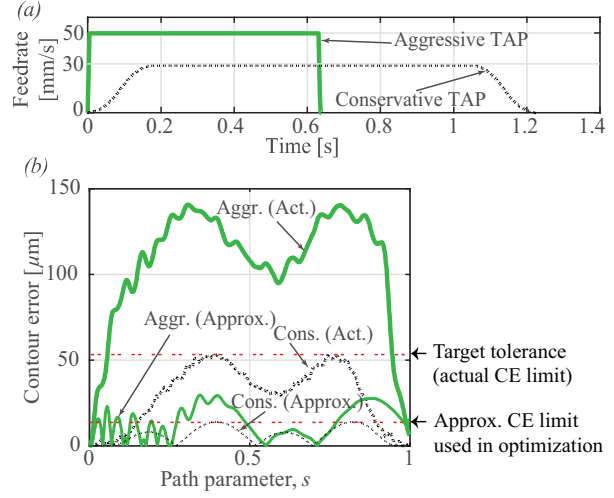 (a)
Feedrate
[mm/s]
50
30
0
Aggressive TAP
Conservative TAP
0
0.2
0.4
0.6
0.8
1
1.2
1.4
Time [s]
(b)
Contour error [μm]
150
100
50
0
Aggr. (Act.)
Aggr. (Approx.)
Cons. (Act.)
Cons. (Approx.)
Target tolerance
(actual CE limit)
Approx. CE limit
used in optimization
0
0.5
1
Path parameter, s